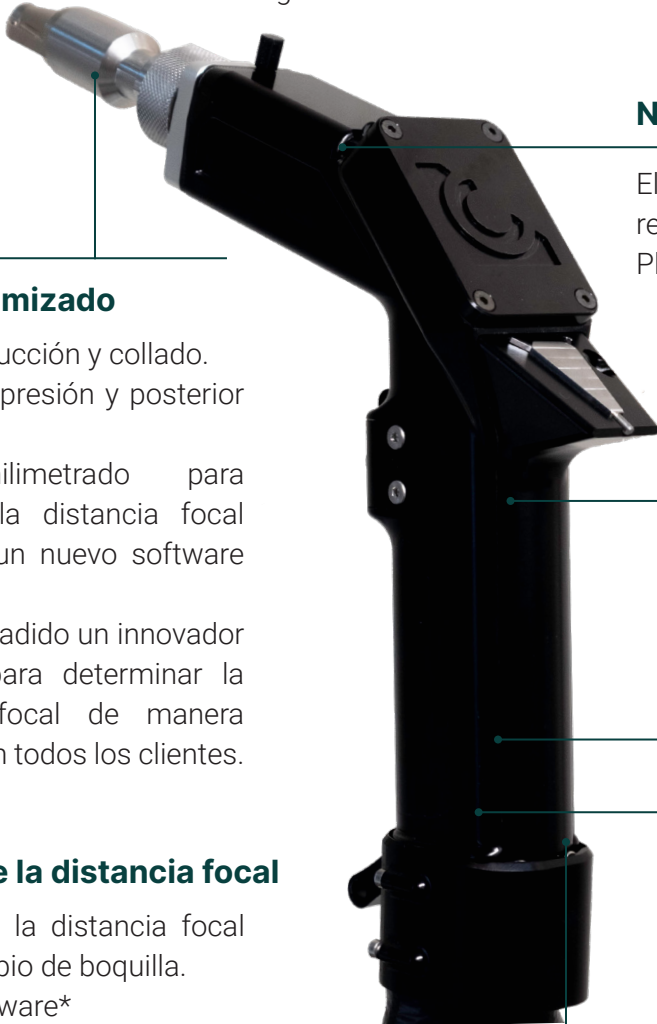 N
El
re
Pl
mizado
ucción y collado.
presión y posterior
ilimetrado para
la distancia focal
un nuevo software
adido un innovador
para determinar la
focal de manera
n todos los clientes.
e la distancia focal
la distancia focal
bio de boquilla.
ware*